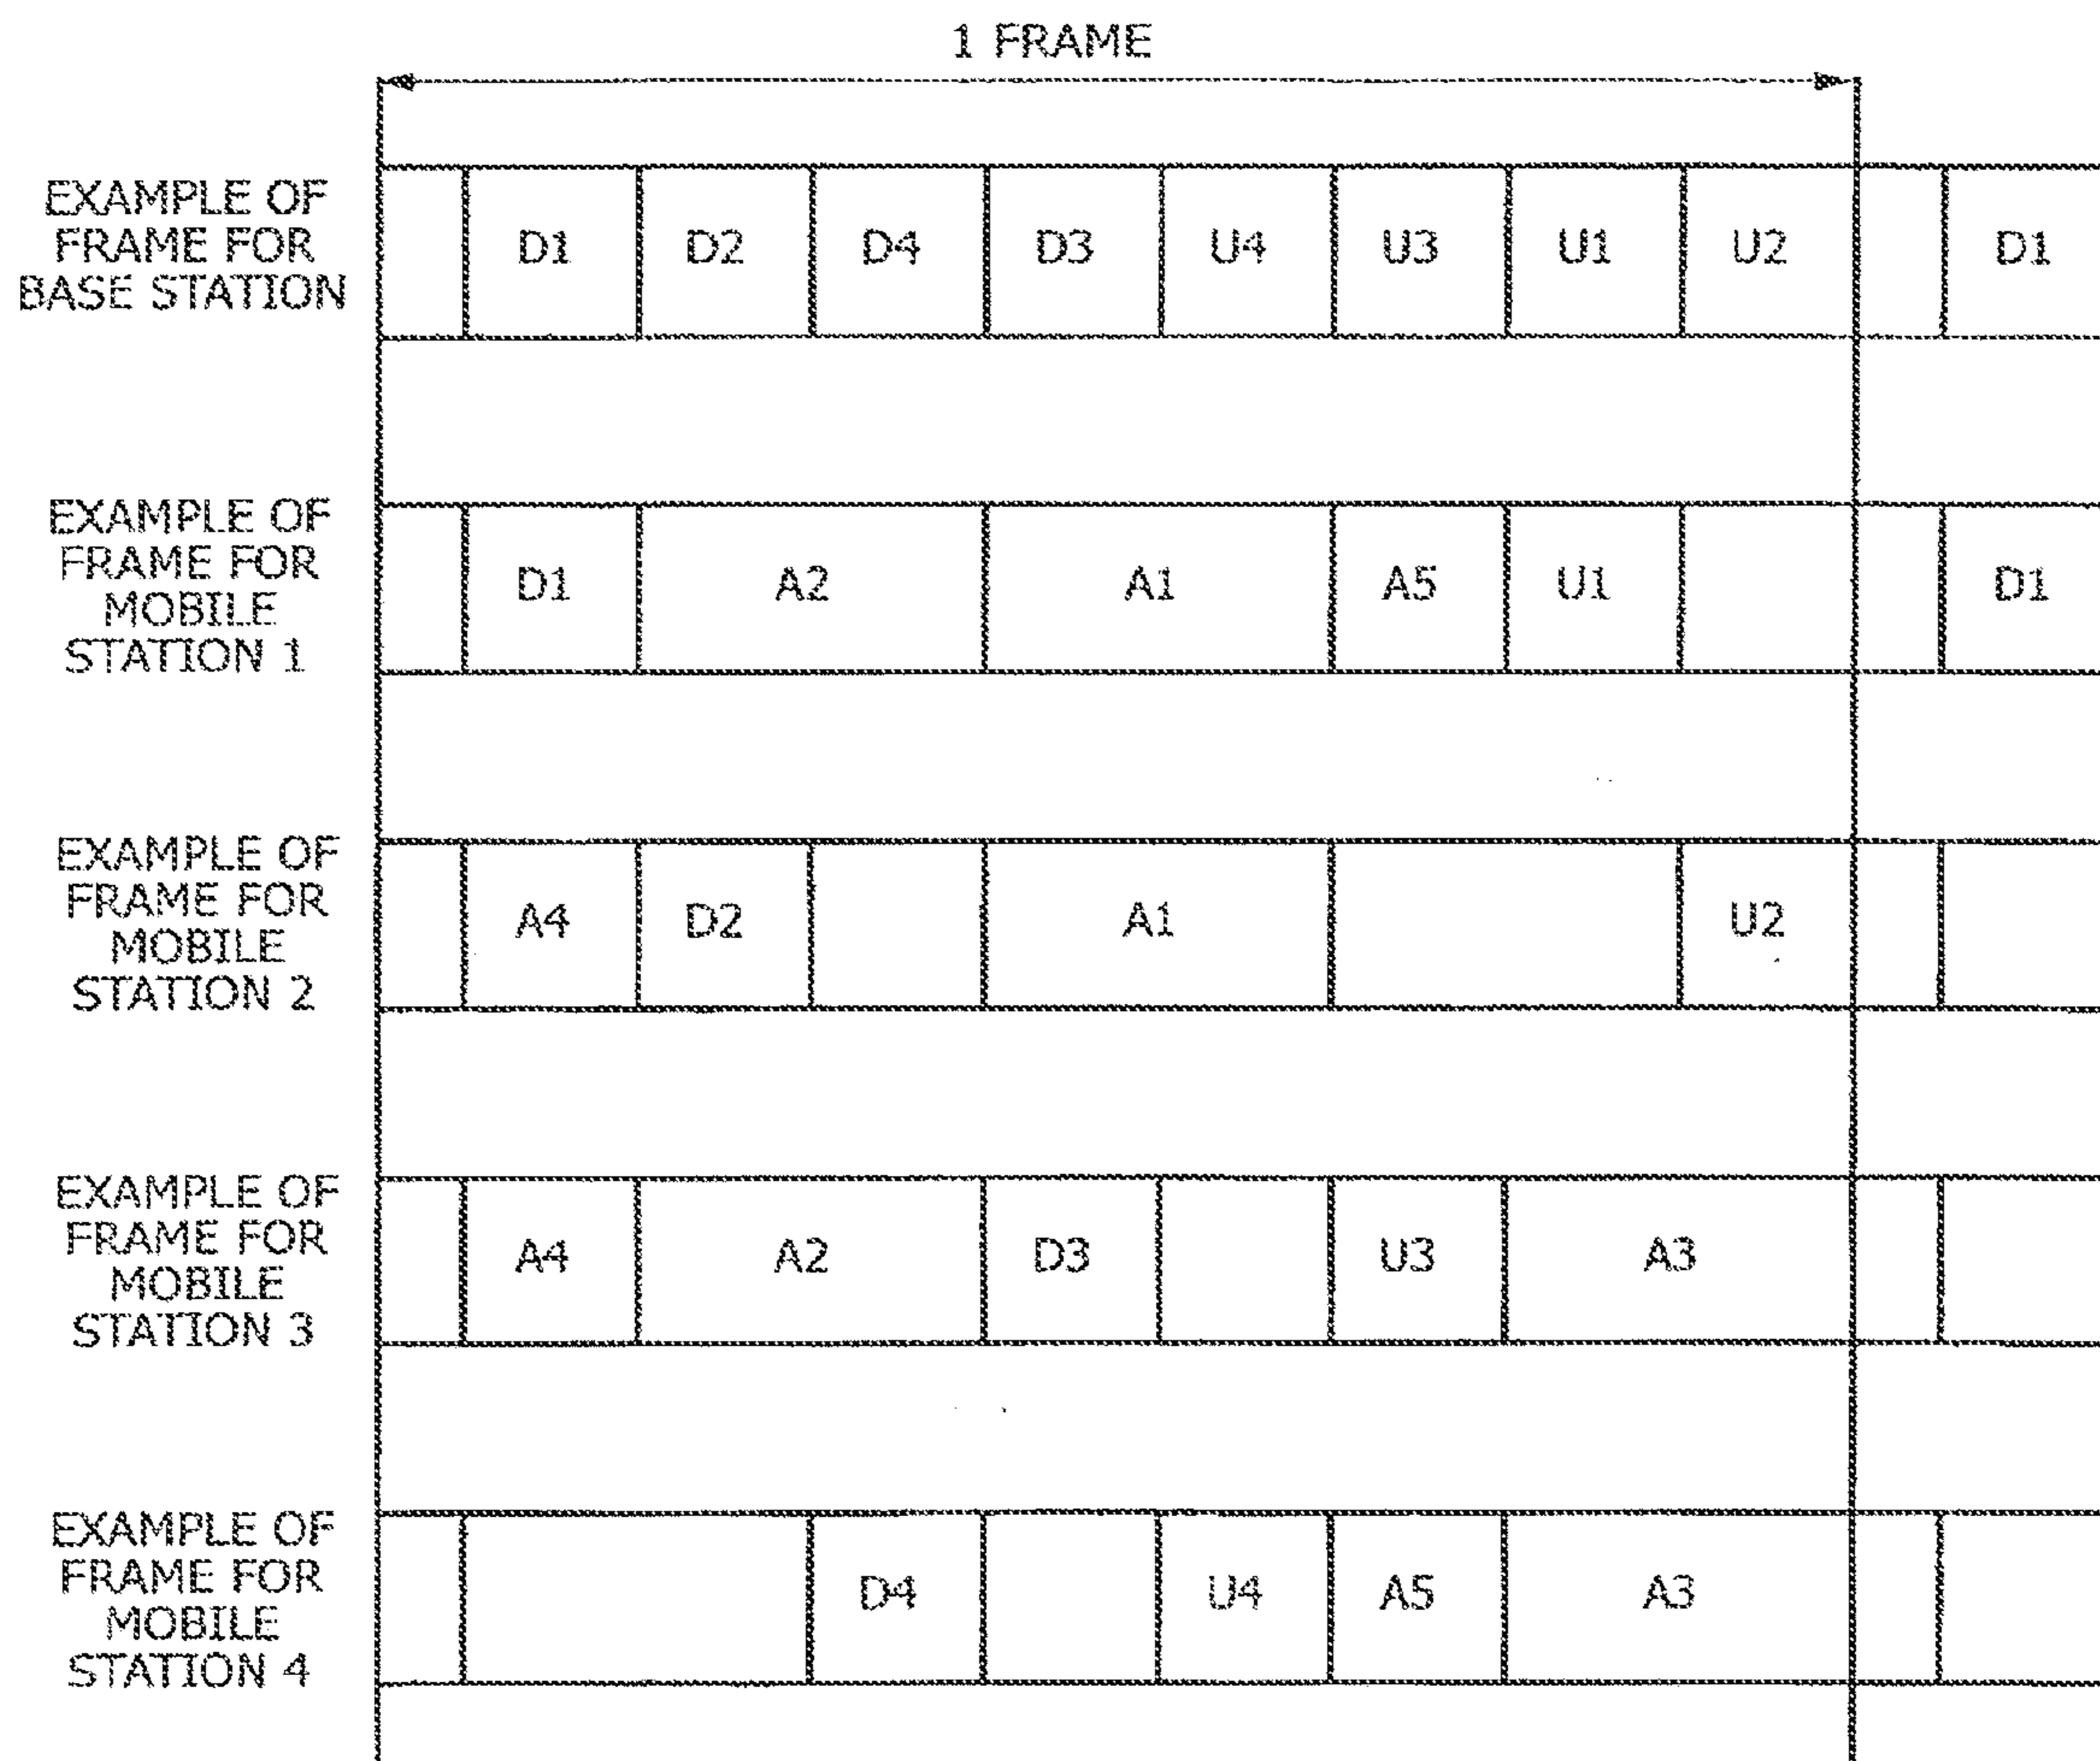 1 FRAME
EXAMPLE OF
FRAME FOR
BASE STATION
D1 D2 D4 D3 U4 U3 U1 U2 D1
EXAMPLE OF
FRAME FOR
MOBILE
STATION 1
D1 A2 A1 A5 U1 D1
EXAMPLE OF
FRAME FOR
MOBILE
STATION 2
A4 D2 A1 U2
EXAMPLE OF
FRAME FOR
MOBILE
STATION 3
A4 A2 D3 U3 A3
EXAMPLE OF
FRAME FOR
MOBILE
STATION 4
D4 U4 A5 A3